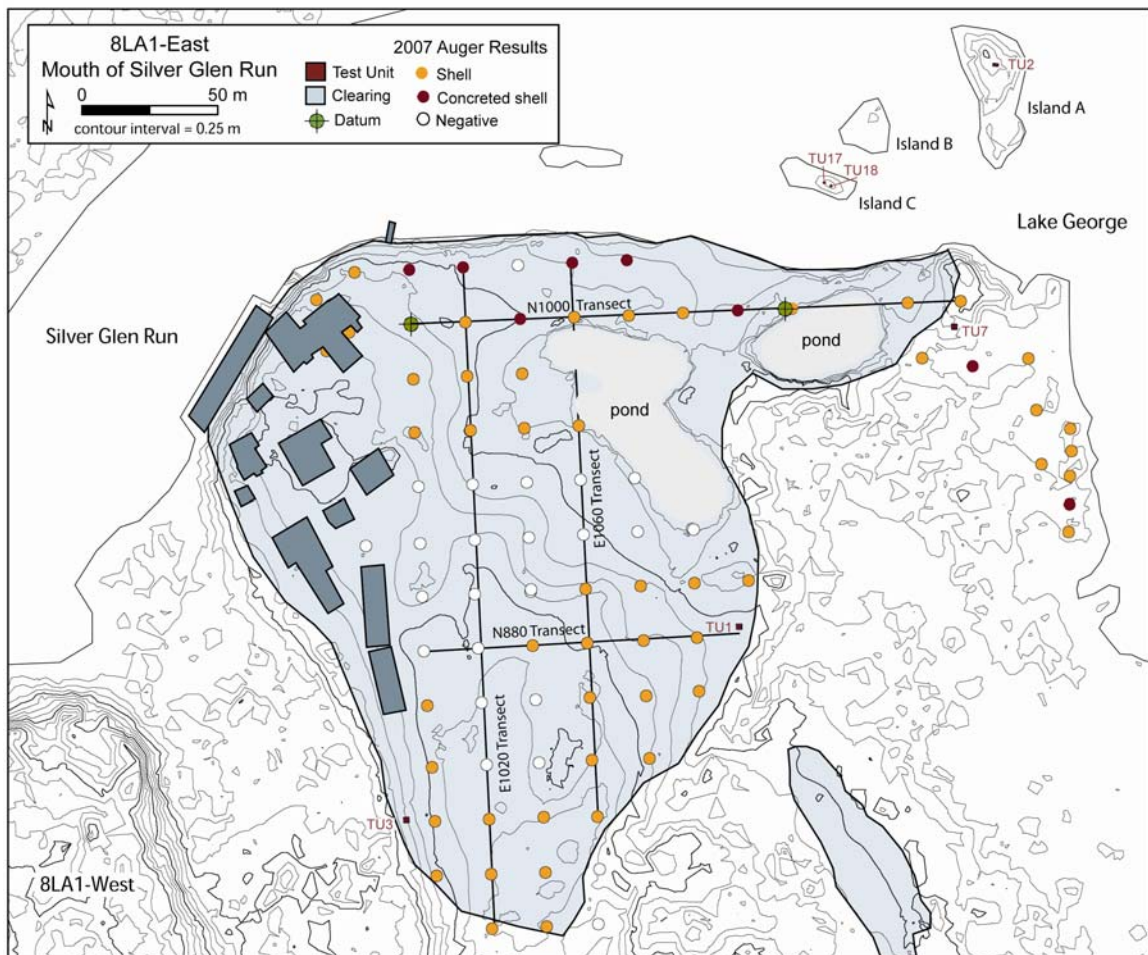 8LA1-East
Mouth of Silver Glen Run
N
0 50 m
contour interval = 0.25 m
2007 Auger Results
Test Unit
Clearing
Datum
Shell
Concreted shell
Negative
TU2
Island A
Island B
TU17
TU18
Island C
Lake George
N1000 Transect
Silver Glen Run
pond
TU7
pond
E1060 Transect
TU1
N880 Transect
E1020 Transect
TU3
8LA1-West